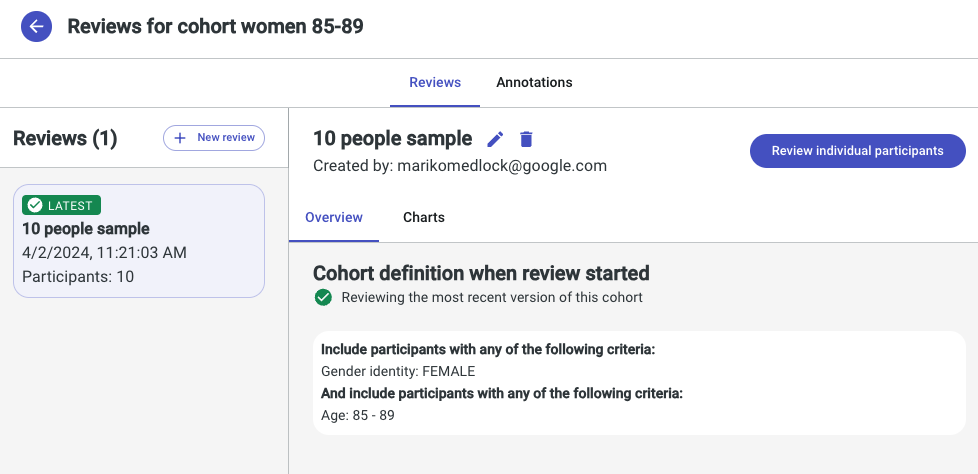 Reviews for cohort women 85-89
Reviews
Annotations
Reviews (1)
New review
LATEST
10 people sample
4/2/2024, 11:21:03 AM
Participants: 10
10 people sample
Created by: marikomedlock@google.com
Review individual participants
Overview
Charts
Cohort definition when review started
Reviewing the most recent version of this cohort
Include participants with any of the following criteria:
Gender identity: FEMALE
And include participants with any of the following criteria:
Age: 85 - 89